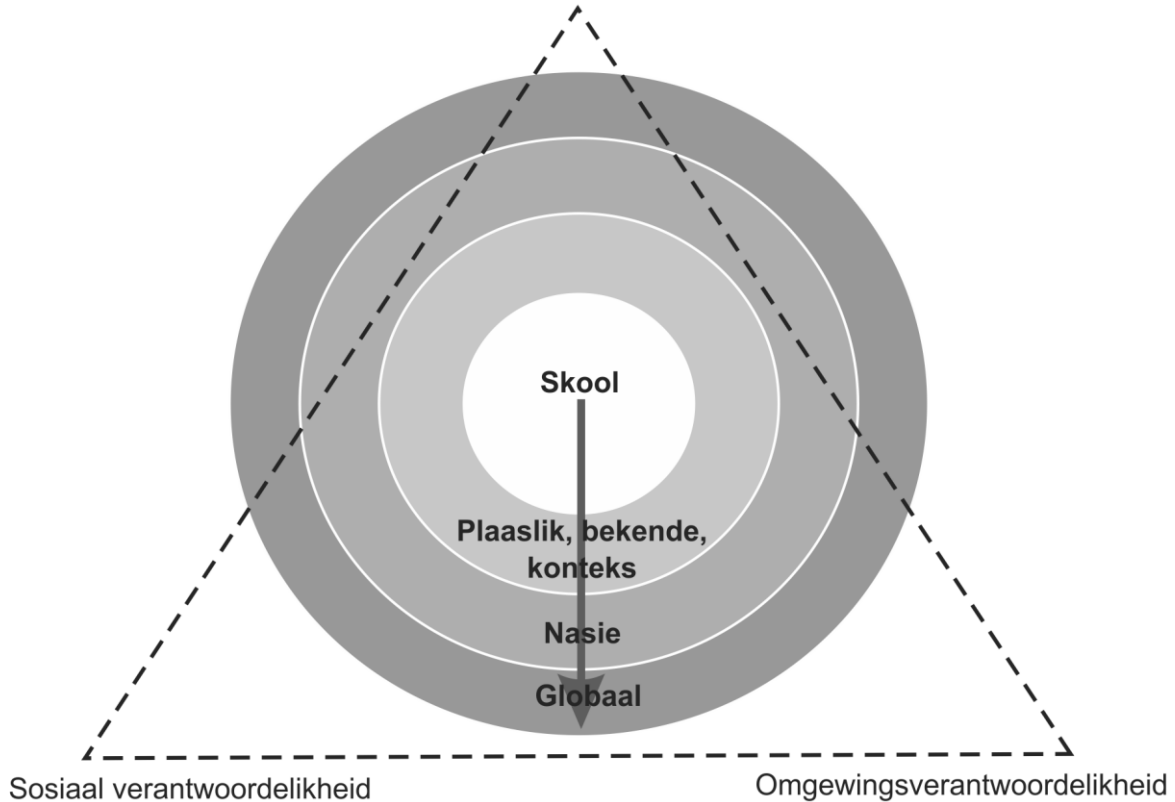 Skool
Plaaslik, bekende,
konteks
Nasie
Globaal
Sosiaal verantwoordelikheid
Omgewingsverantwoordelikheid